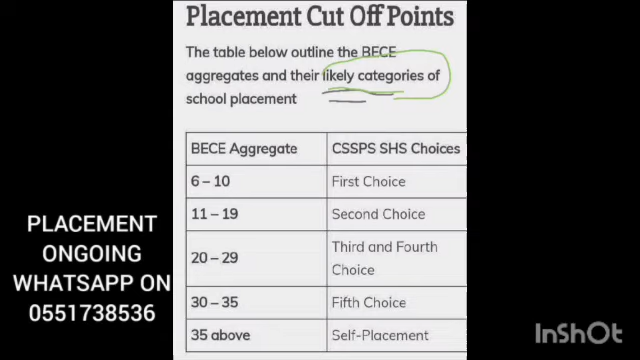 Placement Cut Off Points
The table below outline the BECE
aggregates and their likely categories of
school placement
BECE Aggregate
CSSPS SHS Choices
6 – 10
First Choice
11 – 19
Second Choice
20 – 29
Third and Fourth
Choice
30 – 35
Fifth Choice
35 above
Self-Placement
PLACEMENT
ONGOING
WHATSAPP ON
0551738536
InShOt